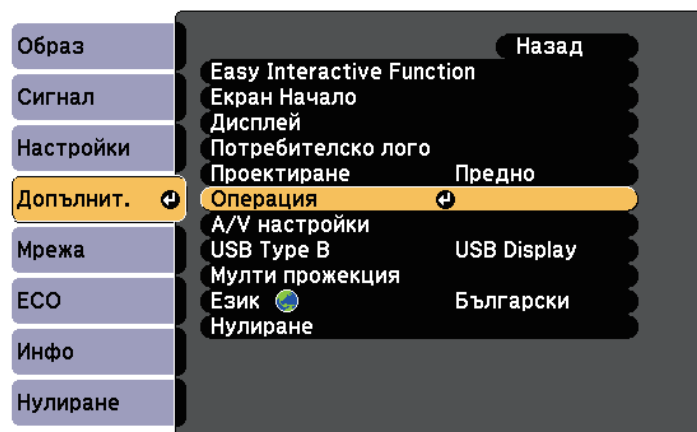 Образ
Сигнал
Настройки
Допълнит.
Мрежа
ECO
Инфо
Нулиране
Назад
Easy Interactive Function
Екран Начало
Дисплей
Потребителско лого
Проектиране Предно
Операция
A/V настройки
USB Type B USB Display
Мулти прожекция
Език Български
Нулиране